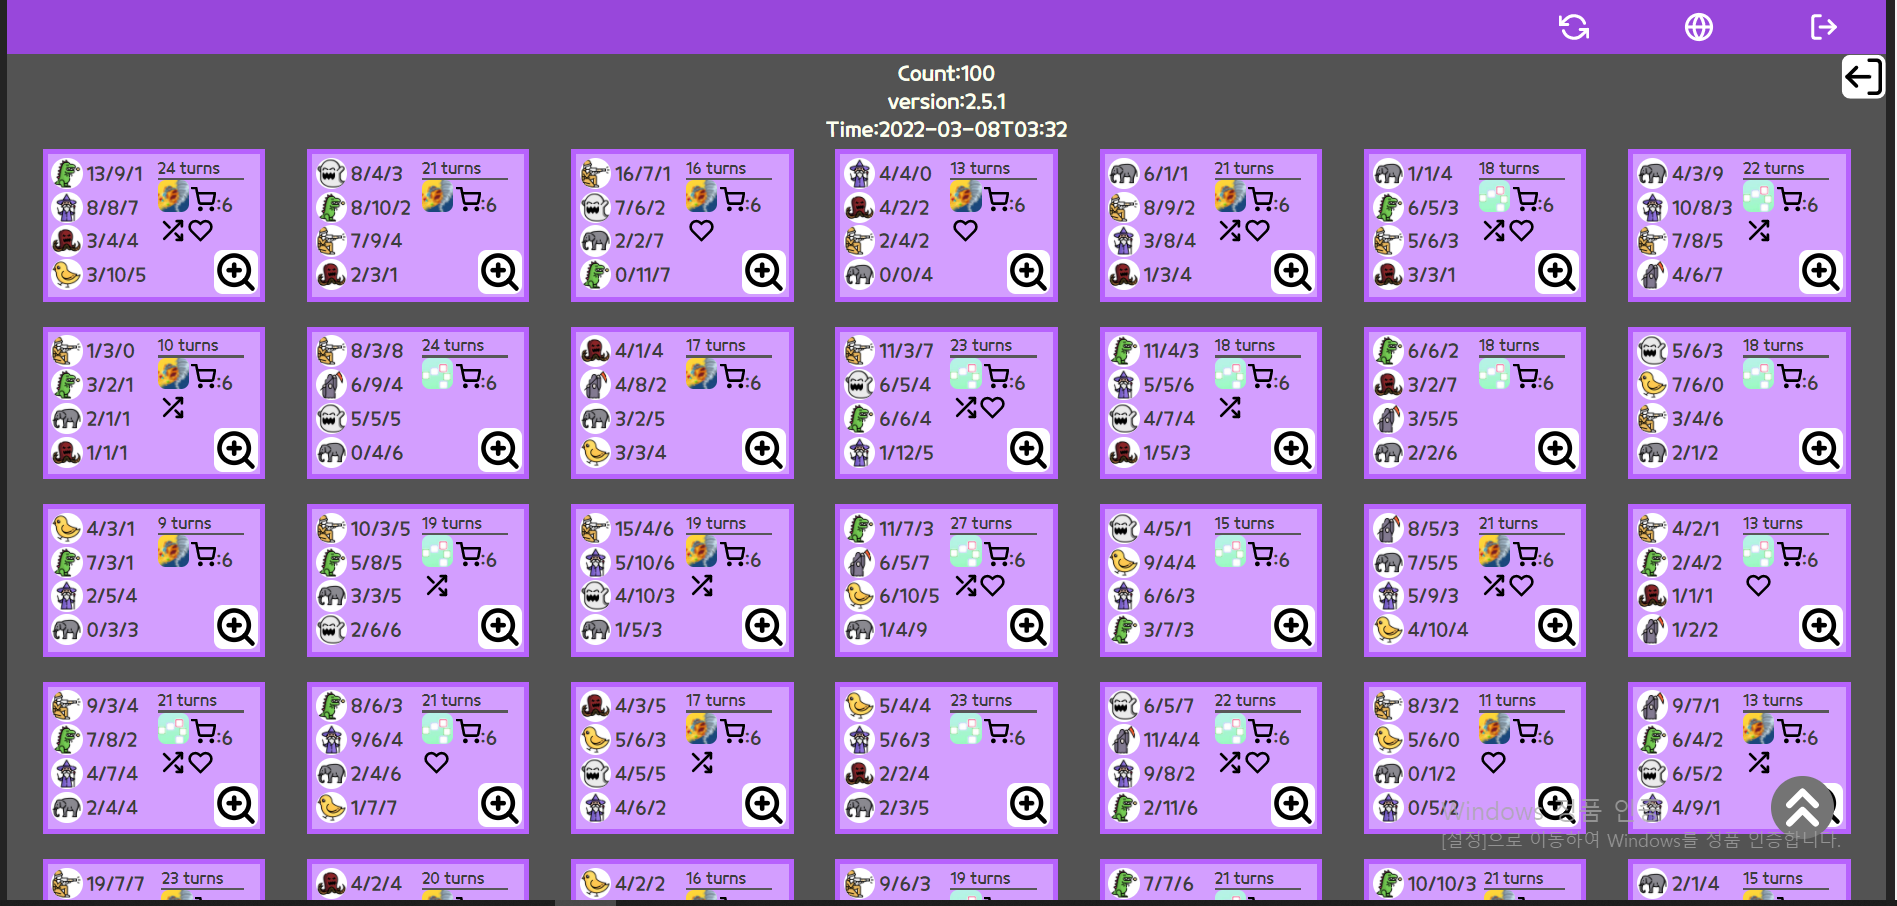 Count:100
version:2.5.1
Time:2022-03-08T03:32
13/9/1 24 turns
8/8/7 :6
3/4/4
3/10/5
8/4/3 21 turns
8/10/2 :6
7/9/4
2/3/1
16/7/1 16 turns
7/6/2 :6
2/2/7
0/11/7
4/4/0 13 turns
4/2/2 :6
2/4/2
0/0/4
6/1/1 21 turns
8/9/2 :6
3/8/4
1/3/4
1/1/4 18 turns
6/5/3 :6
5/6/3
3/3/1
4/3/9 22 turns
10/8/3 :6
7/8/5
4/6/7
1/3/0 10 turns
3/2/1 :6
2/1/1
1/1/1
8/3/8 24 turns
6/9/4 :6
5/5/5
0/4/6
4/1/4 17 turns
4/8/2 :6
3/2/5
3/3/4
11/3/7 23 turns
6/5/4 :6
6/6/4
1/12/5
11/4/3 18 turns
5/5/6 :6
4/7/4
1/5/3
6/6/2 18 turns
3/2/7 :6
3/5/5
2/2/6
5/6/3 18 turns
7/6/0 :6
3/4/6
2/1/2
4/3/1 9 turns
7/3/1 :6
2/5/4
0/3/3
10/3/5 19 turns
5/8/5 :6
3/3/5
2/6/6
15/4/6 19 turns
5/10/6 :6
4/10/3
1/5/3
11/7/3 27 turns
6/5/7 :6
6/10/5
1/4/9
4/5/1 15 turns
9/4/4 :6
6/6/3
3/7/3
8/5/3 21 turns
7/5/5 :6
5/9/3
4/10/4
4/2/1 13 turns
2/4/2 :6
1/1/1
1/2/2
9/3/4 21 turns
7/8/2 :6
4/7/4
2/4/4
8/6/3 21 turns
9/6/4 :6
2/4/6
1/7/7
4/3/5 17 turns
5/6/3 :6
4/5/5
4/6/2
5/4/4 23 turns
5/6/3 :6
2/2/4
2/3/5
6/5/7 22 turns
11/4/4 :6
9/8/2
2/11/6
8/3/2 11 turns
5/6/0 :6
0/1/2
0/5/2
9/7/1 13 turns
6/4/2 :6
6/5/2
4/9/1
Windows 정품 인증
[설정]으로 이동하여 Windows를 정품 인증합니다.
19/7/7 23 turns
4/2/4 20 turns
4/2/2 16 turns
9/6/3 19 turns
7/7/6 21 turns
10/10/3 21 turns
2/1/4 15 turns